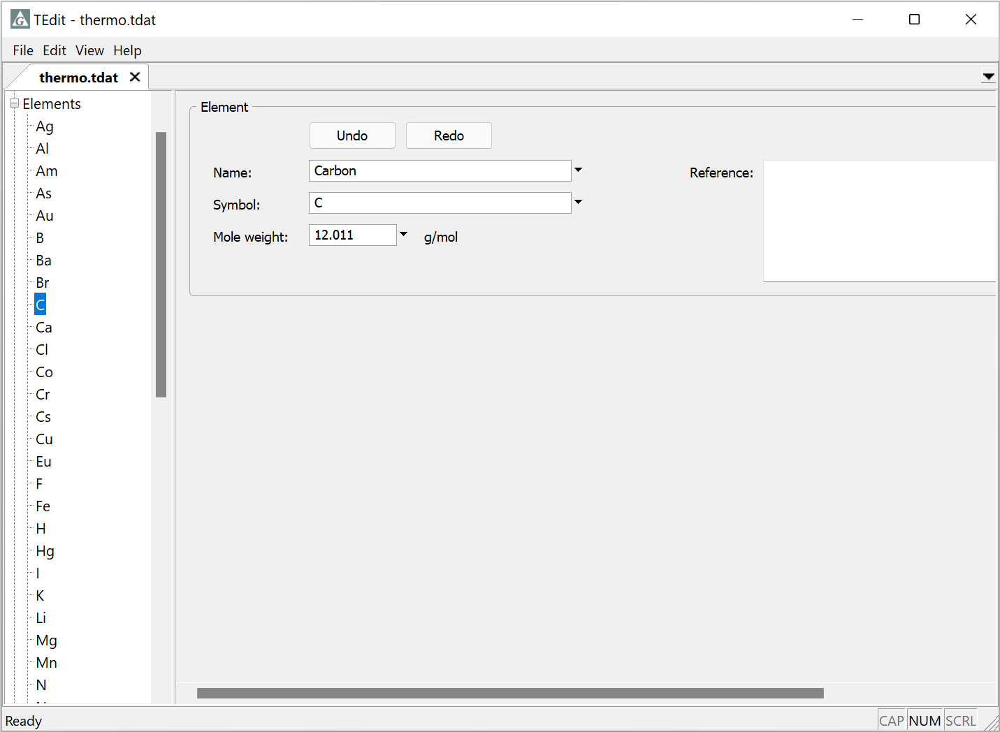 TEdit - thermo.tdat
File Edit View Help
thermo.tdat
Elements
Ag
Al
Am
As
Au
B
Ba
Br
C
Ca
Cl
Co
Cr
Cs
Cu
Eu
F
Fe
H
Hg
I
K
Li
Mg
Mn
N
Element
Undo Redo
Name: Carbon
Symbol: C
Mole weight: 12.011 g/mol
Reference:
Ready
CAP NUM SCRL